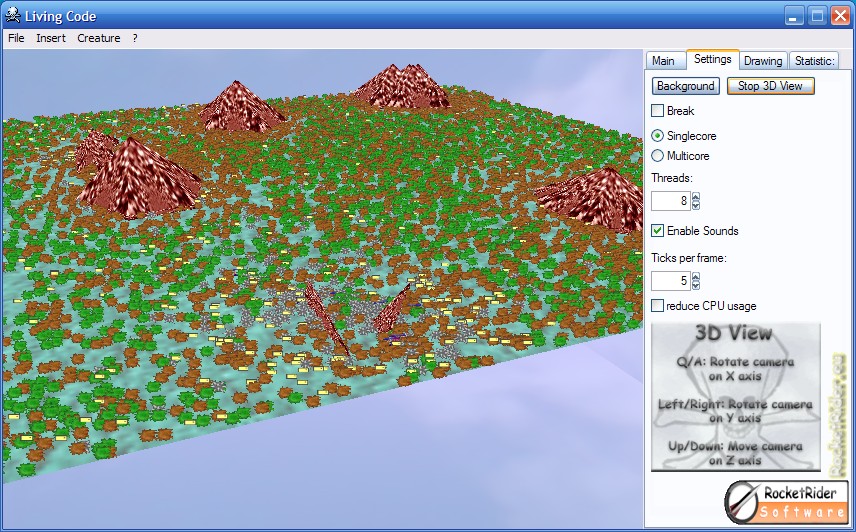 Living Code
File Insert Creature ?
Main Settings Drawing Statistic:
Background Stop 3D View
Break
Singlecore
Multicore
Threads:
8
Enable Sounds
Ticks per frame:
5
reduce CPU usage
3D View
Q/A: Rotate camera
on X axis
Left/Right: Rotate camera
on Y axis
Up/Down: Move camera
on Z axis
RocketRider.eu
RocketRider
Software